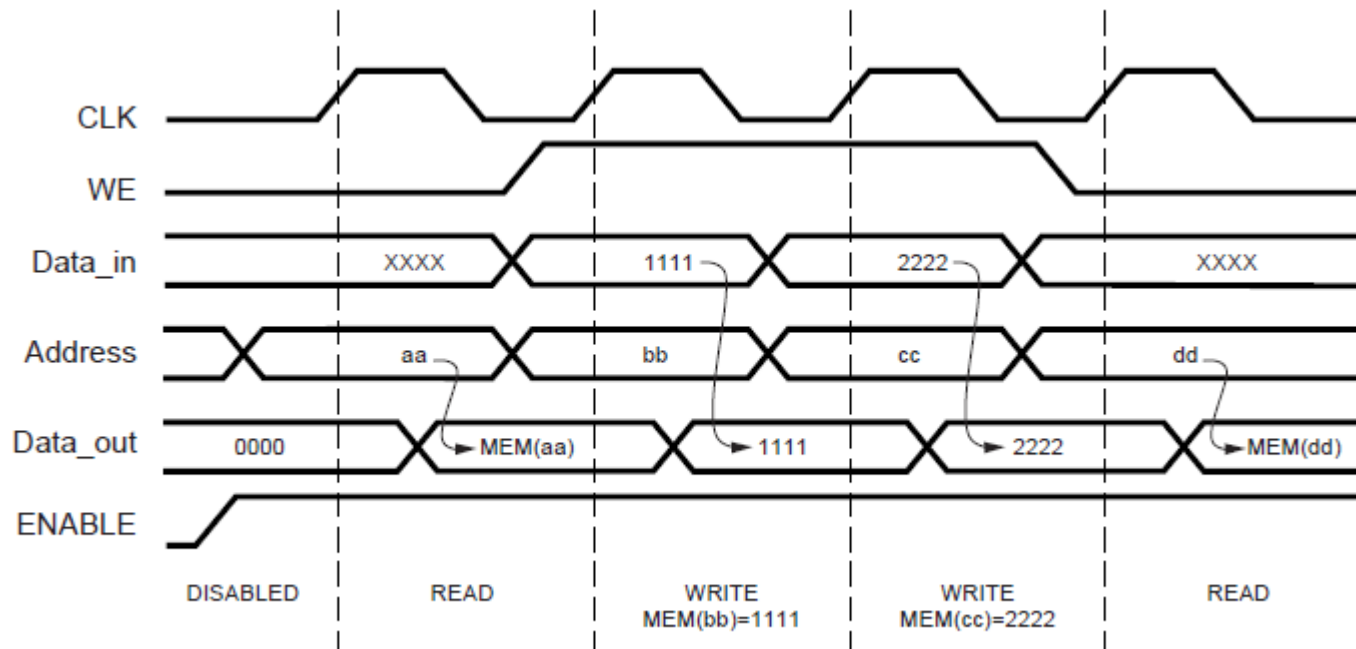 CLK
WE
Data_in XXXX 1111 2222 XXXX
Address aa bb cc dd
Data_out 0000 MEM(aa) 1111 2222 MEM(dd)
ENABLE
DISABLED READ WRITE WRITE READ
MEM(bb)=1111 MEM(cc)=2222